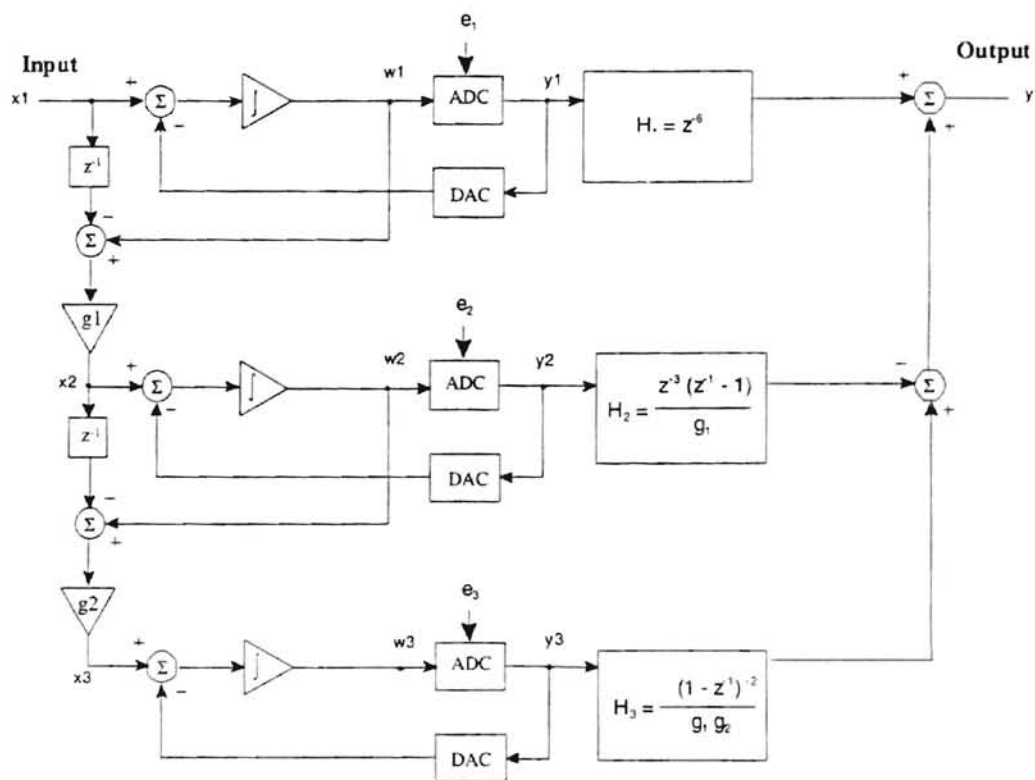 e₁
Input
Output
x1
+
Σ
−
∫
w1
ADC
y1
H. = z⁻⁶
+
Σ
+
y
z⁻¹
DAC
−
Σ
+
g1
e₂
x2
+
Σ
−
∫
w2
ADC
y2
H₂ = z⁻³ (z⁻¹ - 1) / g₁
−
Σ
+
z⁻¹
DAC
−
Σ
+
g2
e₃
x3
+
Σ
−
∫
w3
ADC
y3
H₃ = (1 - z⁻¹)⁻² / g₁ g₂
DAC